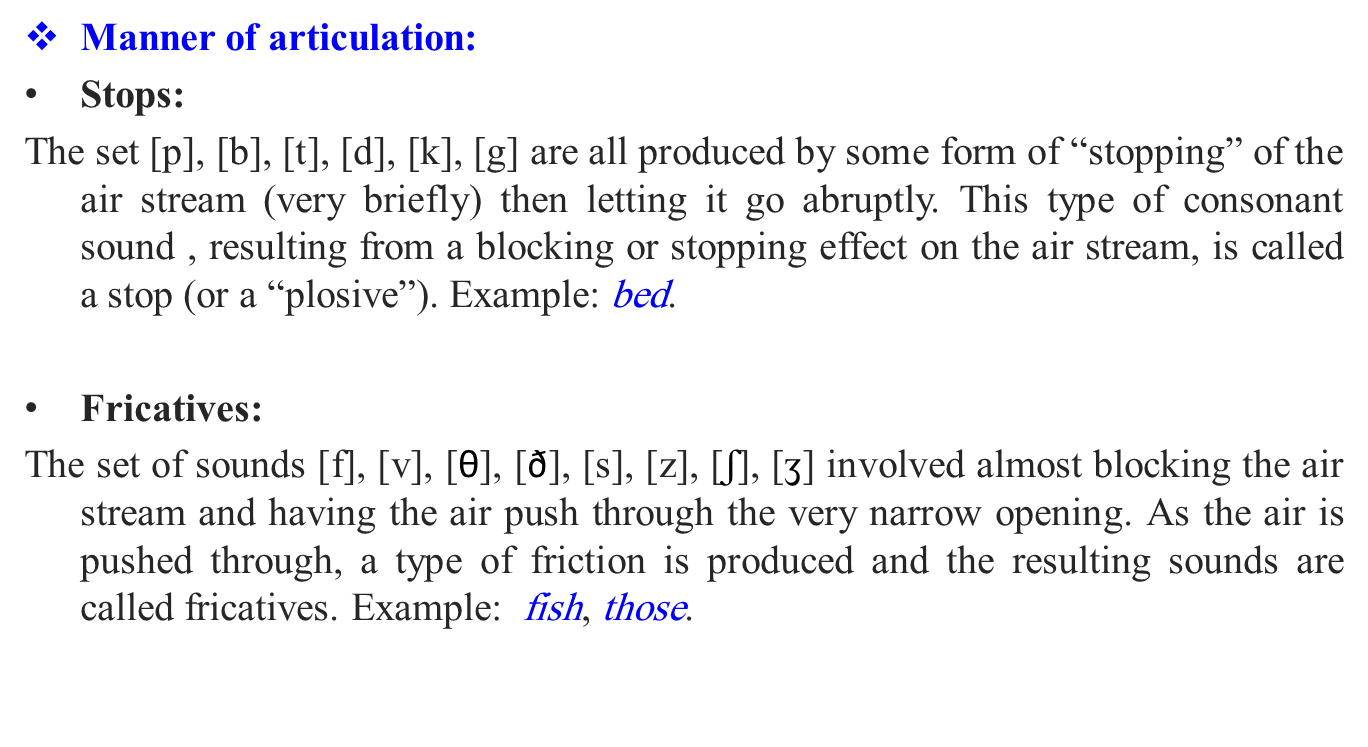 ❖ Manner of articulation:
• Stops:
The set [p], [b], [t], [d], [k], [g] are all produced by some form of “stopping” of the
air stream (very briefly) then letting it go abruptly. This type of consonant
sound , resulting from a blocking or stopping effect on the air stream, is called
a stop (or a “plosive”). Example: bed.
• Fricatives:
The set of sounds [f], [v], [θ], [ð], [s], [z], [ʃ], [ʒ] involved almost blocking the air
stream and having the air push through the very narrow opening. As the air is
pushed through, a type of friction is produced and the resulting sounds are
called fricatives. Example: fish, those.